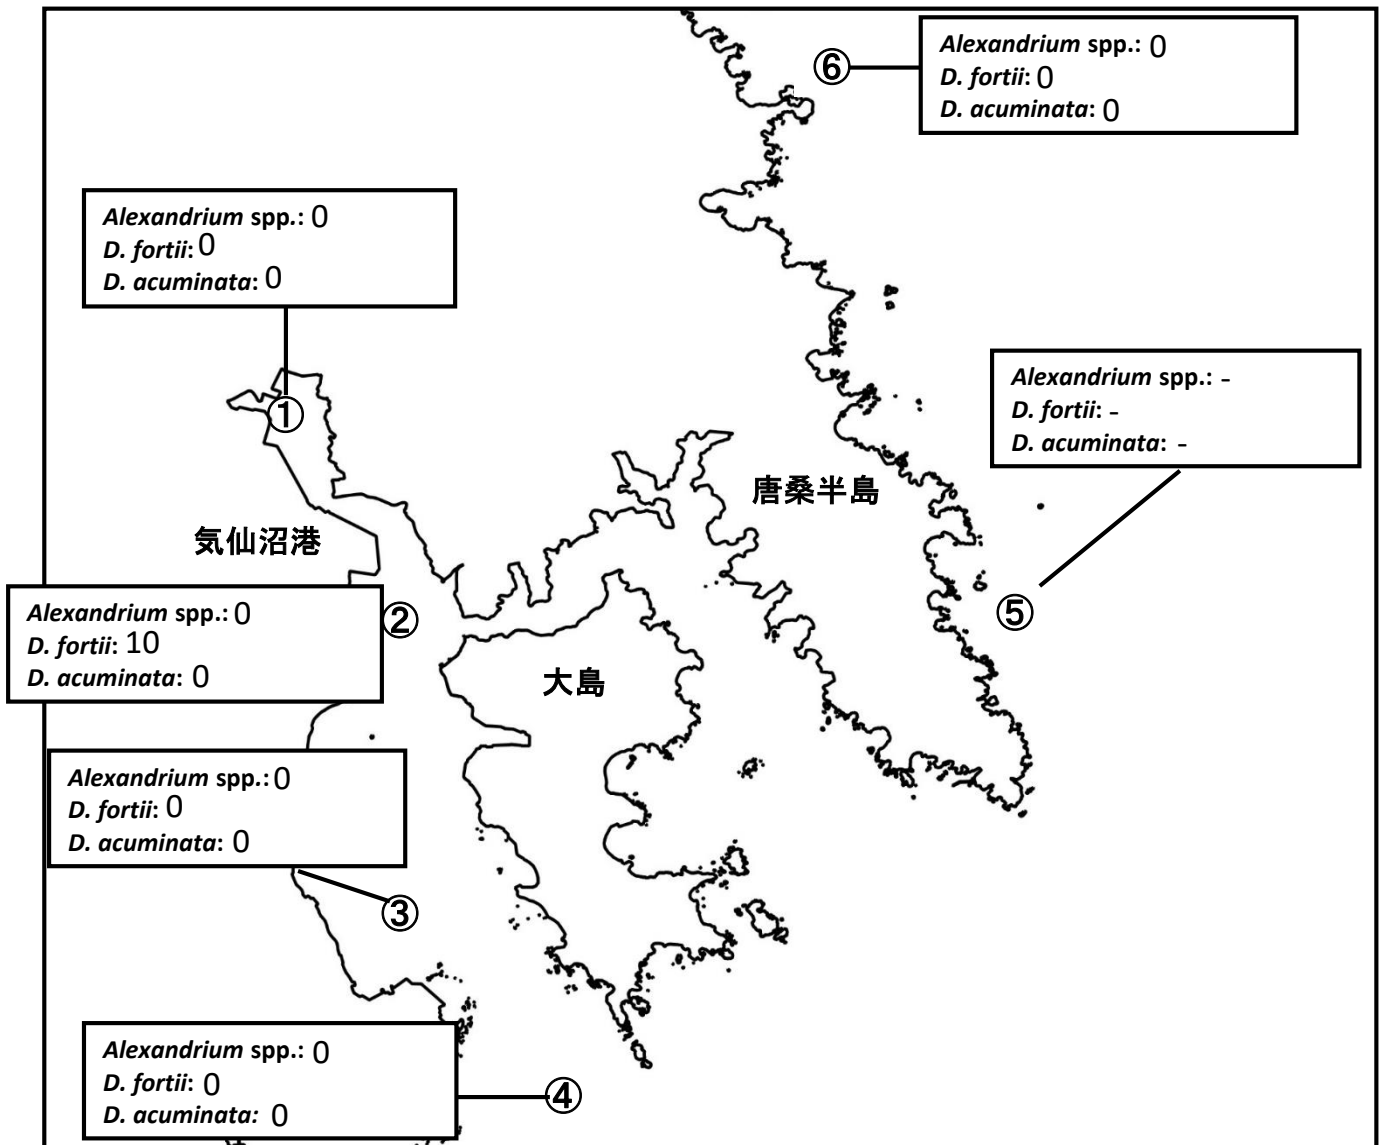 ⑥
Alexandrium spp.: 0
D. fortii: 0
D. acuminata: 0
Alexandrium spp.: 0
D. fortii: 0
D. acuminata: 0
①
Alexandrium spp.: -
D. fortii: -
D. acuminata: -
唐桑半島
気仙沼港
⑤
Alexandrium spp.: 0
D. fortii: 10
D. acuminata: 0
②
大島
Alexandrium spp.: 0
D. fortii: 0
D. acuminata: 0
③
Alexandrium spp.: 0
D. fortii: 0
D. acuminata: 0
④